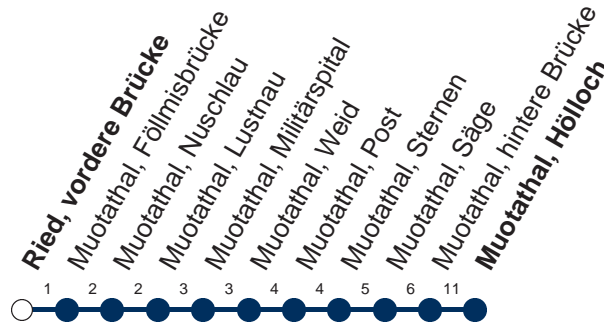 Ried, vordere Brücke
Muotathal, Föllmisbrücke
Muotathal, Nuschlau
Muotathal, Lustnau
Muotathal, Militärspital
Muotathal, Weid
Muotathal, Post
Muotathal, Sternen
Muotathal, Säge
Muotathal, hintere Brücke
Muotathal, Hölloch
1 2 2 3 3 4 4 5 6 11